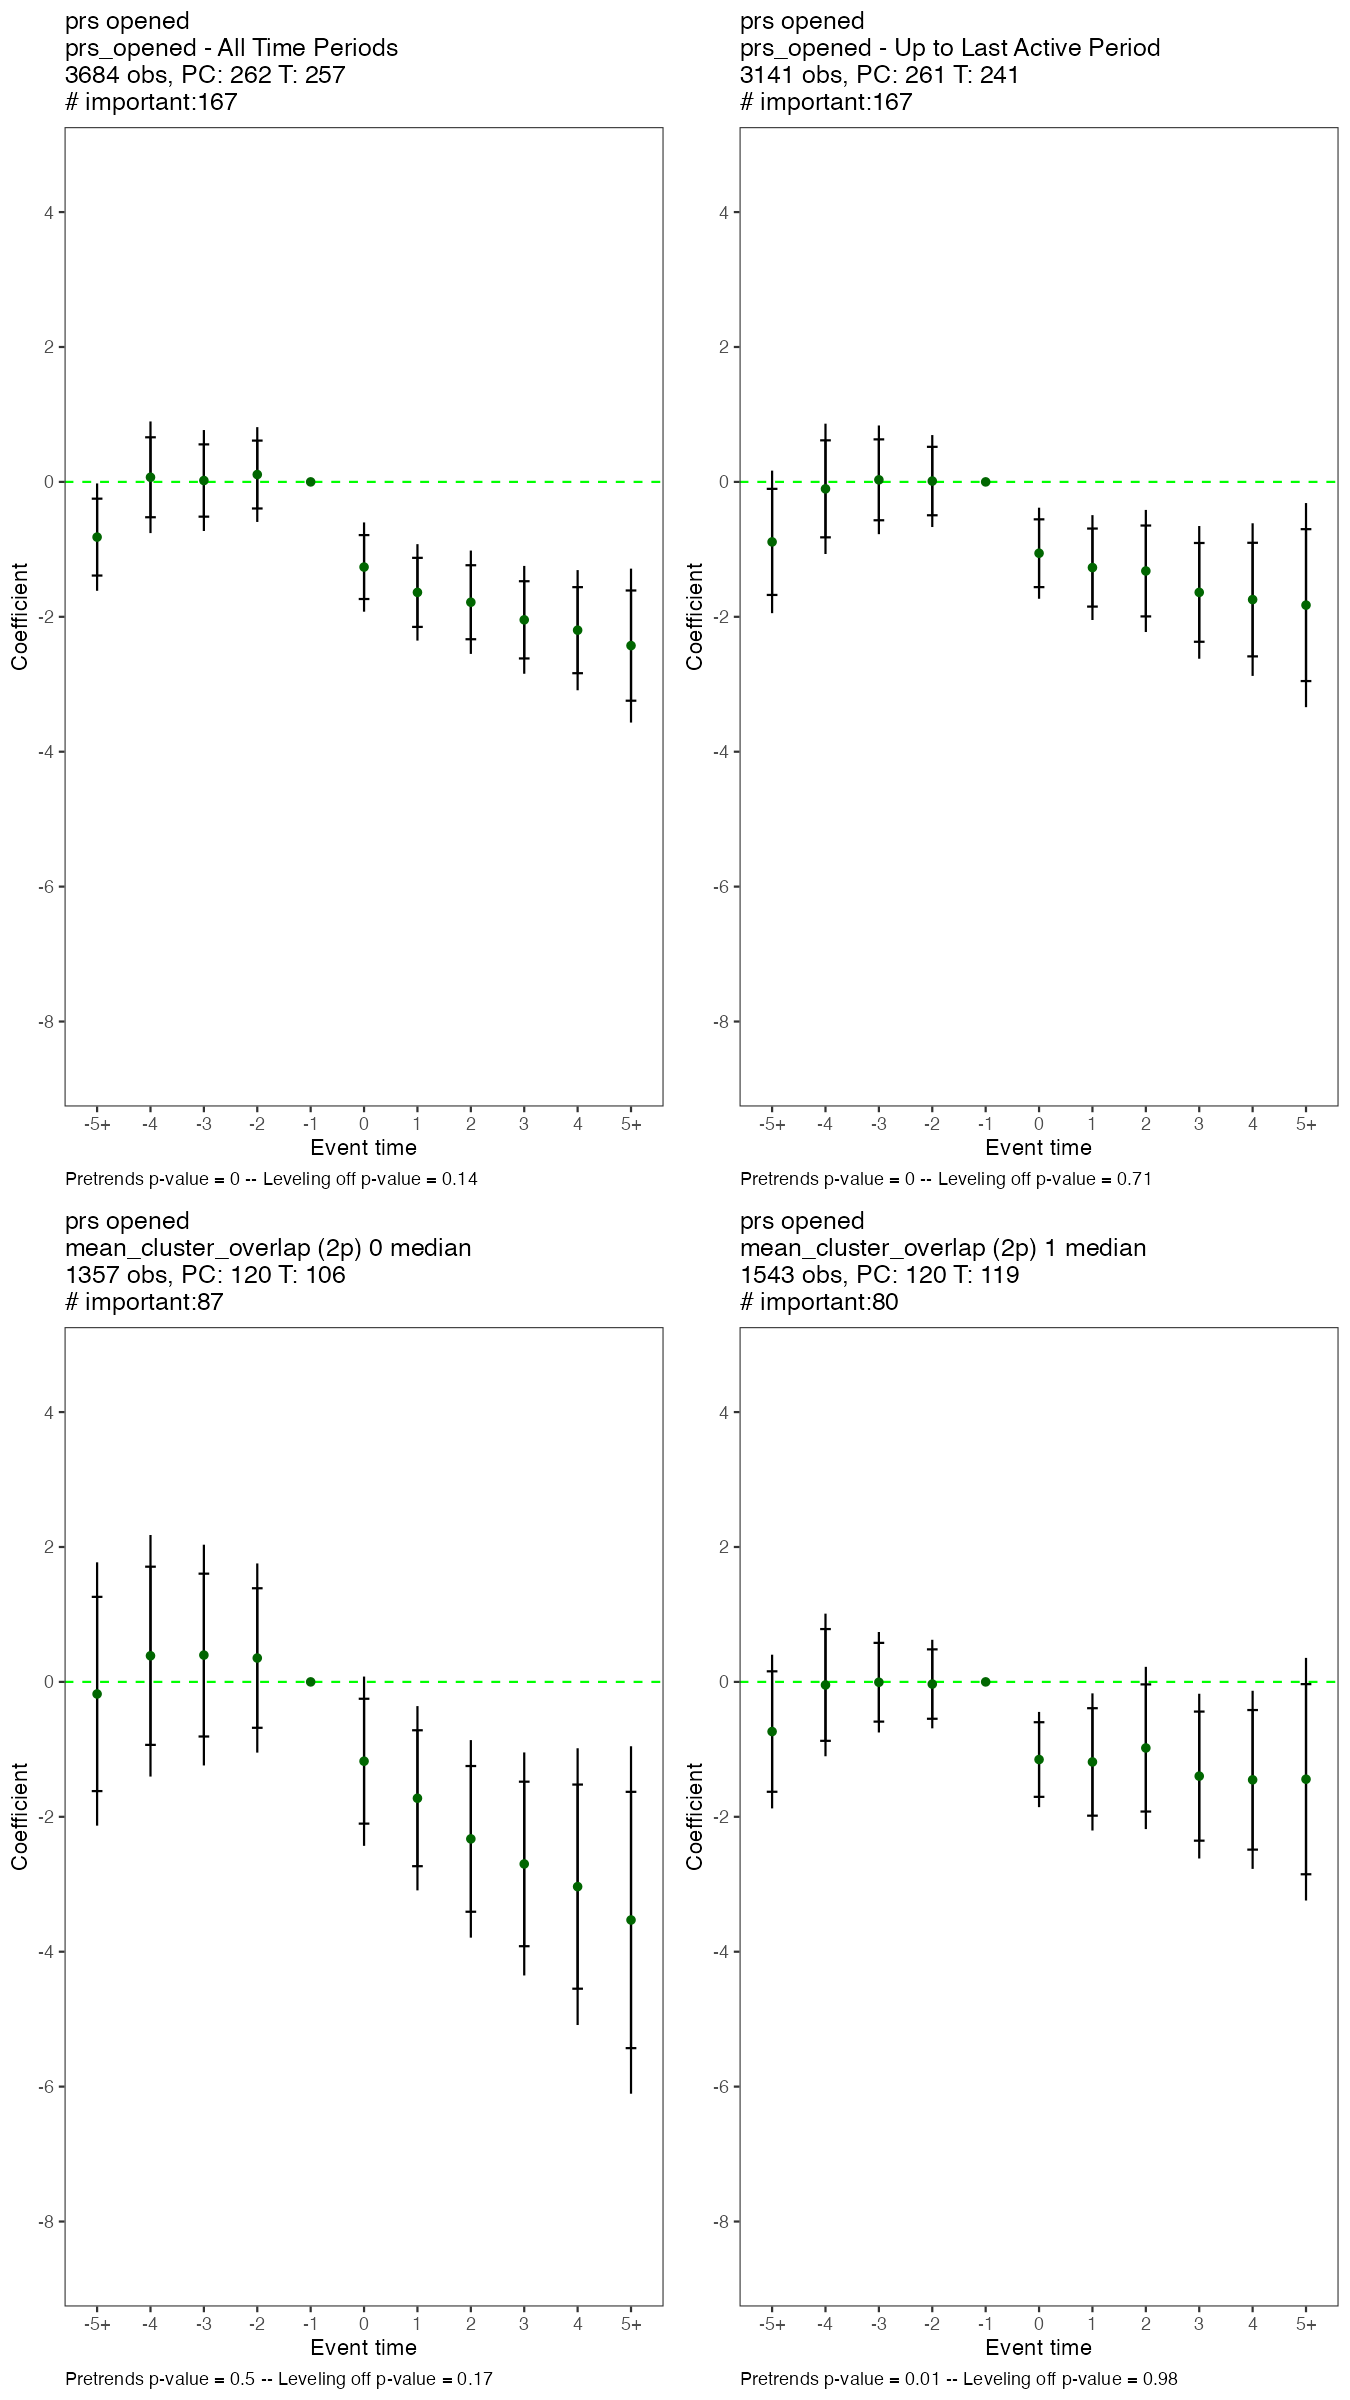 prs opened
prs_opened - All Time Periods
3684 obs, PC: 262 T: 257
# important:167
4
2
0
-2
-4
-6
-8
Coefficient
-5+ -4 -3 -2 -1 0 1 2 3 4 5+
Event time
Pretrends p-value = 0 -- Leveling off p-value = 0.14
prs opened
prs_opened - Up to Last Active Period
3141 obs, PC: 261 T: 241
# important:167
4
2
0
-2
-4
-6
-8
Coefficient
-5+ -4 -3 -2 -1 0 1 2 3 4 5+
Event time
Pretrends p-value = 0 -- Leveling off p-value = 0.71
prs opened
mean_cluster_overlap (2p) 0 median
1357 obs, PC: 120 T: 106
# important:87
4
2
0
-2
-4
-6
-8
Coefficient
-5+ -4 -3 -2 -1 0 1 2 3 4 5+
Event time
Pretrends p-value = 0.5 -- Leveling off p-value = 0.17
prs opened
mean_cluster_overlap (2p) 1 median
1543 obs, PC: 120 T: 119
# important:80
4
2
0
-2
-4
-6
-8
Coefficient
-5+ -4 -3 -2 -1 0 1 2 3 4 5+
Event time
Pretrends p-value = 0.01 -- Leveling off p-value = 0.98